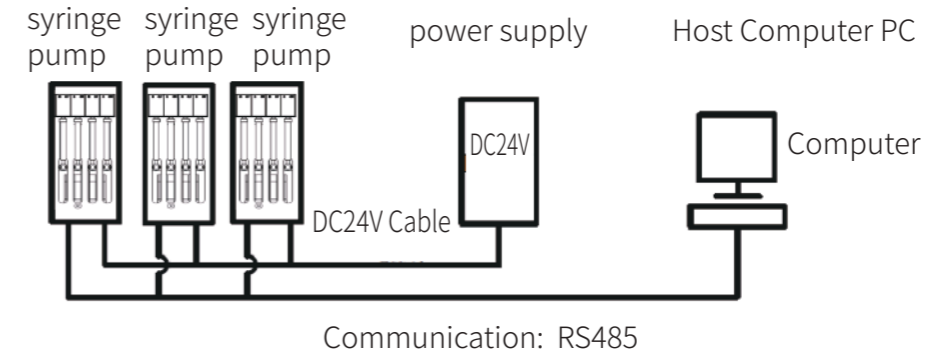 syringe pump
syringe pump
syringe pump
power supply
Host Computer PC
DC24V
Computer
DC24V Cable
Communication: RS485